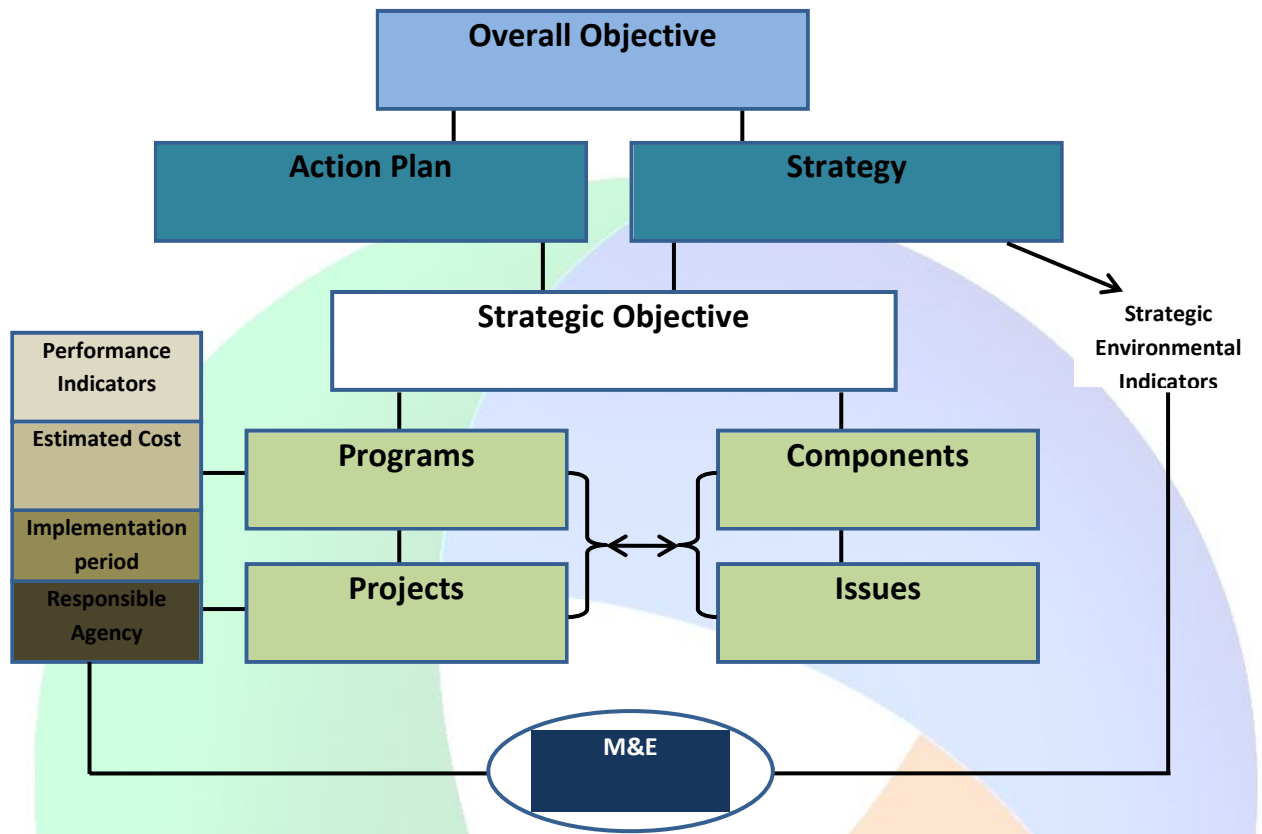 Overall Objective
Action Plan
Strategy
Strategic Objective
Strategic
Environmental
Indicators
Performance
Indicators
Estimated Cost
Implementation
period
Responsible
Agency
Programs
Components
Projects
Issues
M&E